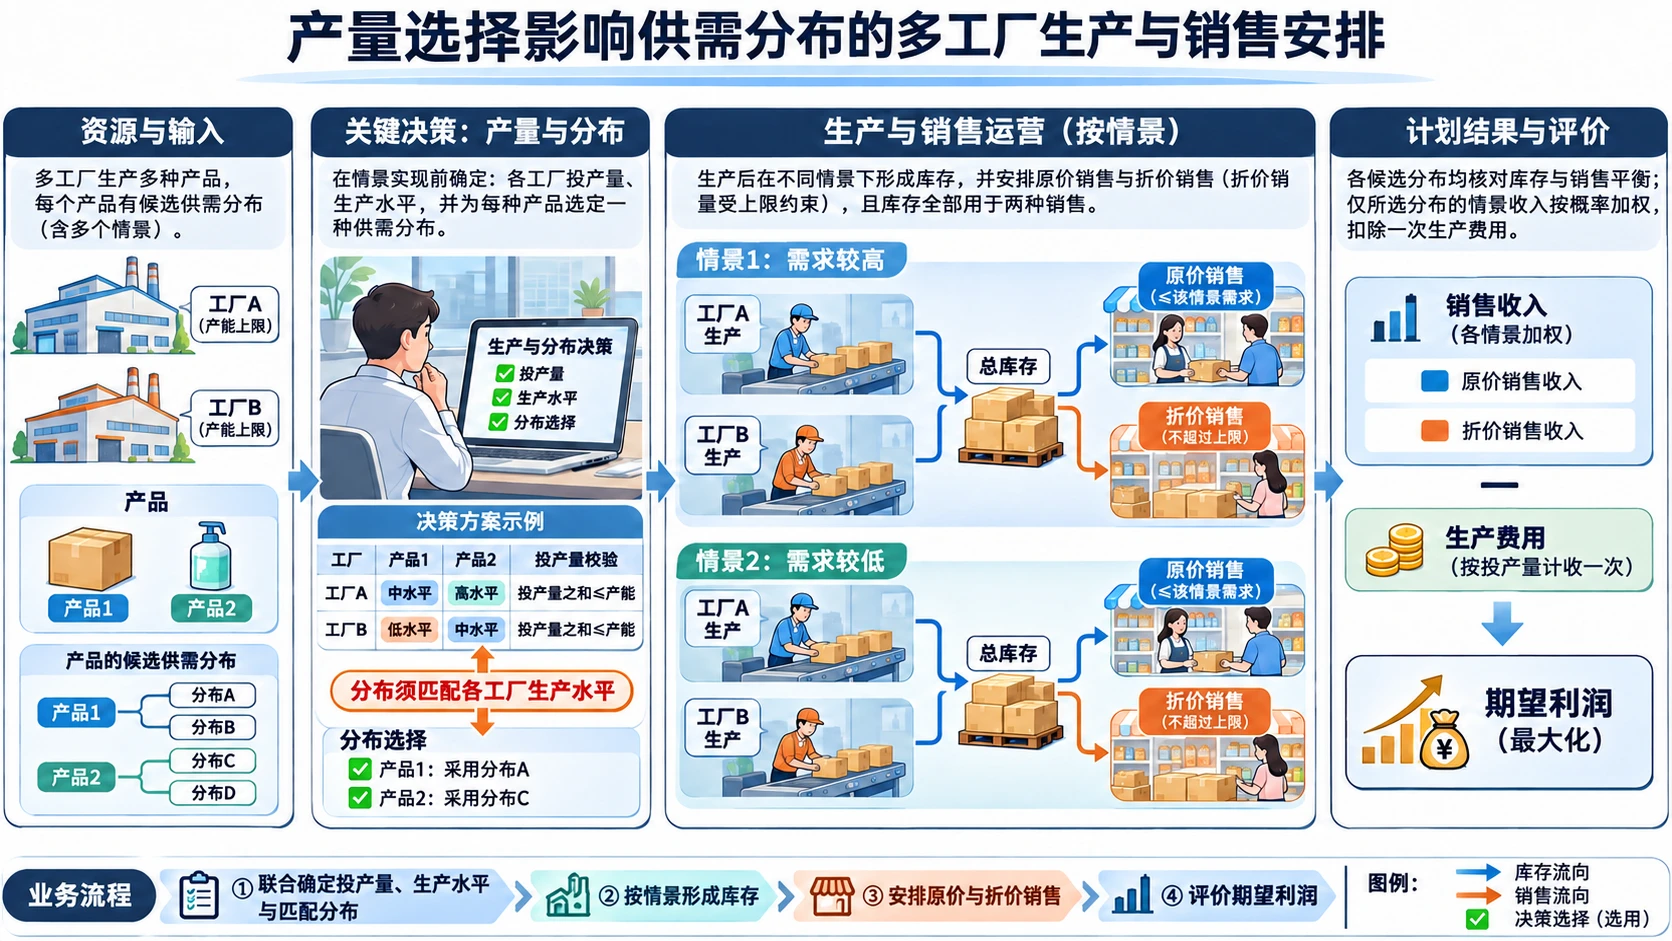 产量选择影响供需分布的多工厂生产与销售安排
资源与输入
多工厂生产多种产品，
每个产品有候选供需分布
（含多个情景）。
工厂A
（产能上限）
工厂B
（产能上限）
产品
产品1
产品2
产品的候选供需分布
产品1
分布A
分布B
产品2
分布C
分布D
关键决策：产量与分布
在情景实现前确定：各工厂投产量、
生产水平，并为每种产品选定一
种供需分布。
生产与分布决策
投产量
生产水平
分布选择
决策方案示例
工厂 产品1 产品2 投产量校验
工厂A 中水平 高水平 投产量之和≤产能
工厂B 低水平 中水平 投产量之和≤产能
分布须匹配各工厂生产水平
分布选择
产品1：采用分布A
产品2：采用分布C
生产与销售运营（按情景）
生产后在不同情景下形成库存，并安排原价销售与折价销售（折价销
量受上限约束），且库存全部用于两种销售。
情景1：需求较高
工厂A
生产
工厂B
生产
总库存
原价销售
（≤该情景需求）
折价销售
（不超过上限）
情景2：需求较低
工厂A
生产
工厂B
生产
总库存
原价销售
（≤该情景需求）
折价销售
（不超过上限）
计划结果与评价
各候选分布均核对库存与销售平衡；
仅所选分布的情景收入按概率加权，
扣除一次生产费用。
销售收入
（各情景加权）
原价销售收入
折价销售收入
生产费用
（按投产量计收一次）
期望利润
（最大化）
¥
业务流程
① 联合确定投产量、生产水平
与匹配分布
② 按情景形成库存
③ 安排原价与折价销售
④ 评价期望利润
图例：
库存流向
销售流向
决策选择（选用）